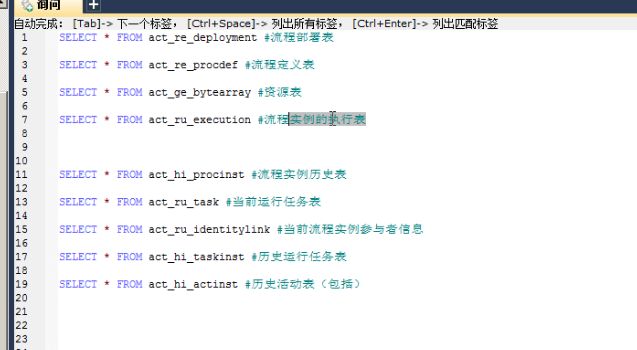 询问
自动完成: [Tab]-> 下一个标签, [Ctrl+Space]-> 列出所有标签, [Ctrl+Enter]-> 列出匹配标签
1 SELECT * FROM act_re_deployment #流程部署表
2
3 SELECT * FROM act_re_procdef #流程定义表
4
5 SELECT * FROM act_ge_bytearray #资源表
6
7 SELECT * FROM act_ru_execution #流程实例的执行表
8
9
10
11 SELECT * FROM act_hi_procinst #流程实例历史表
12
13 SELECT * FROM act_ru_task #当前运行任务表
14
15 SELECT * FROM act_ru_identitylink #当前流程实例参与者信息
16
17 SELECT * FROM act_hi_taskinst #历史运行任务表
18
19 SELECT * FROM act_hi_actinst #历史活动表（包括）
20
21
22
23
24